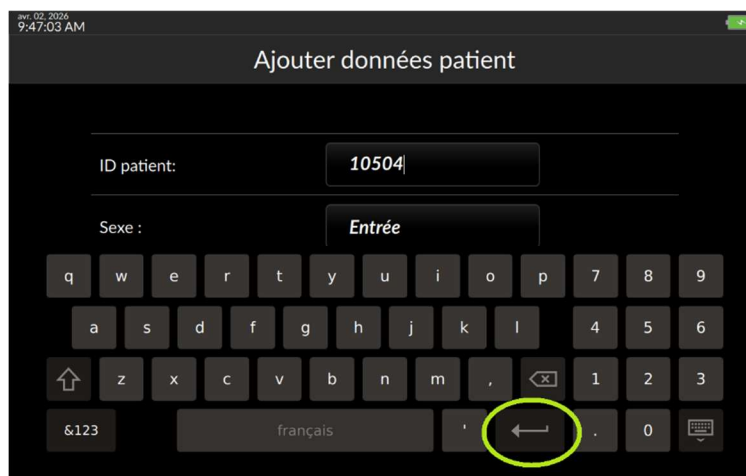 avr. 02, 2026
9:47:03 AM
Ajouter données patient
ID patient: 10504
Sexe : Entrée
q w e r t y u i o p 7 8 9
a s d f g h j k l 4 5 6
z x c v b n m , 1 2 3
&123 français ' . 0